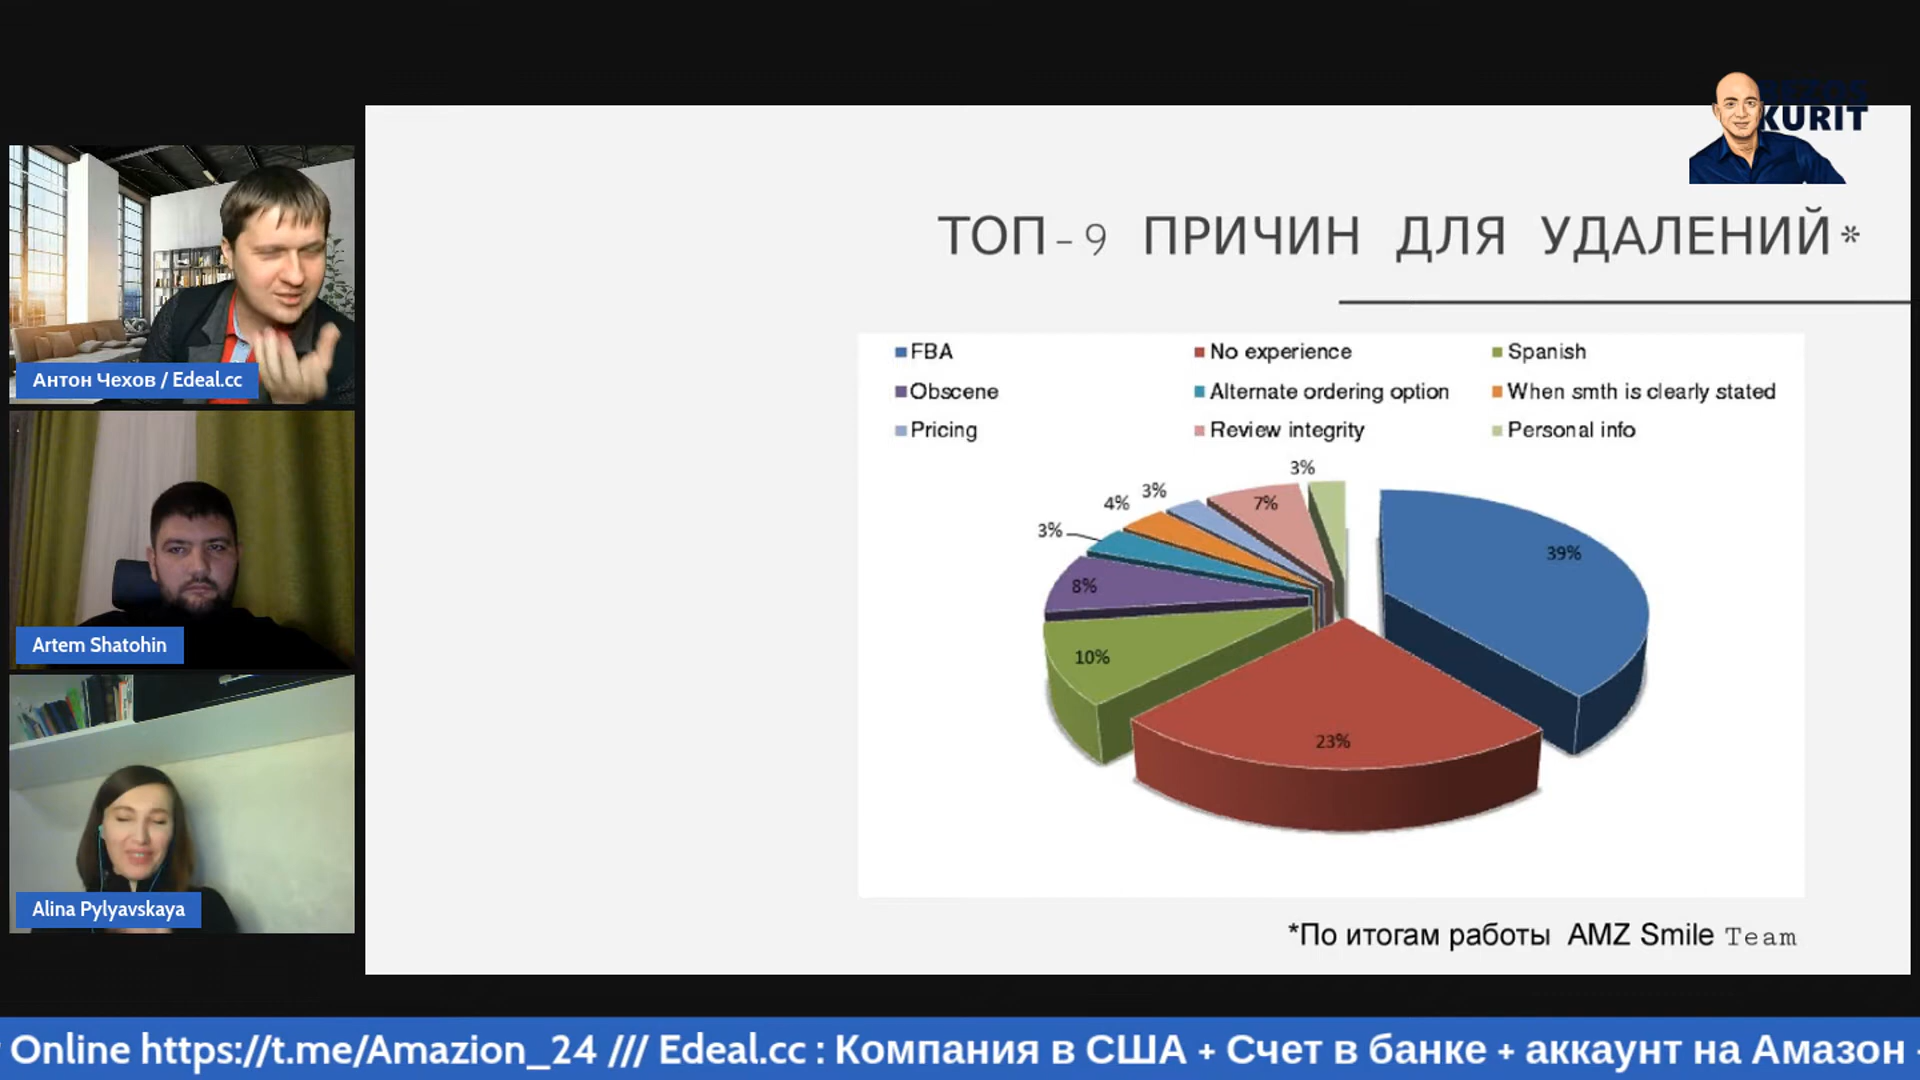 BIZOS
KURIT
ТОП-9 ПРИЧИН ДЛЯ УДАЛЕНИЙ*
FBA
No experience
Spanish
Obscene
Alternate ordering option
When smth is clearly stated
Pricing
Review integrity
Personal info
3%
7%
3%
4%
3%
39%
8%
10%
23%
*По итогам работы AMZ Smile Team
Антон Чехов / Edeal.cc
Artem Shatohin
Alina Pylyavskaya
Online https://t.me/Amazion_24 /// Edeal.cc : Компания в США + Счет в банке + аккаунт на Амазон